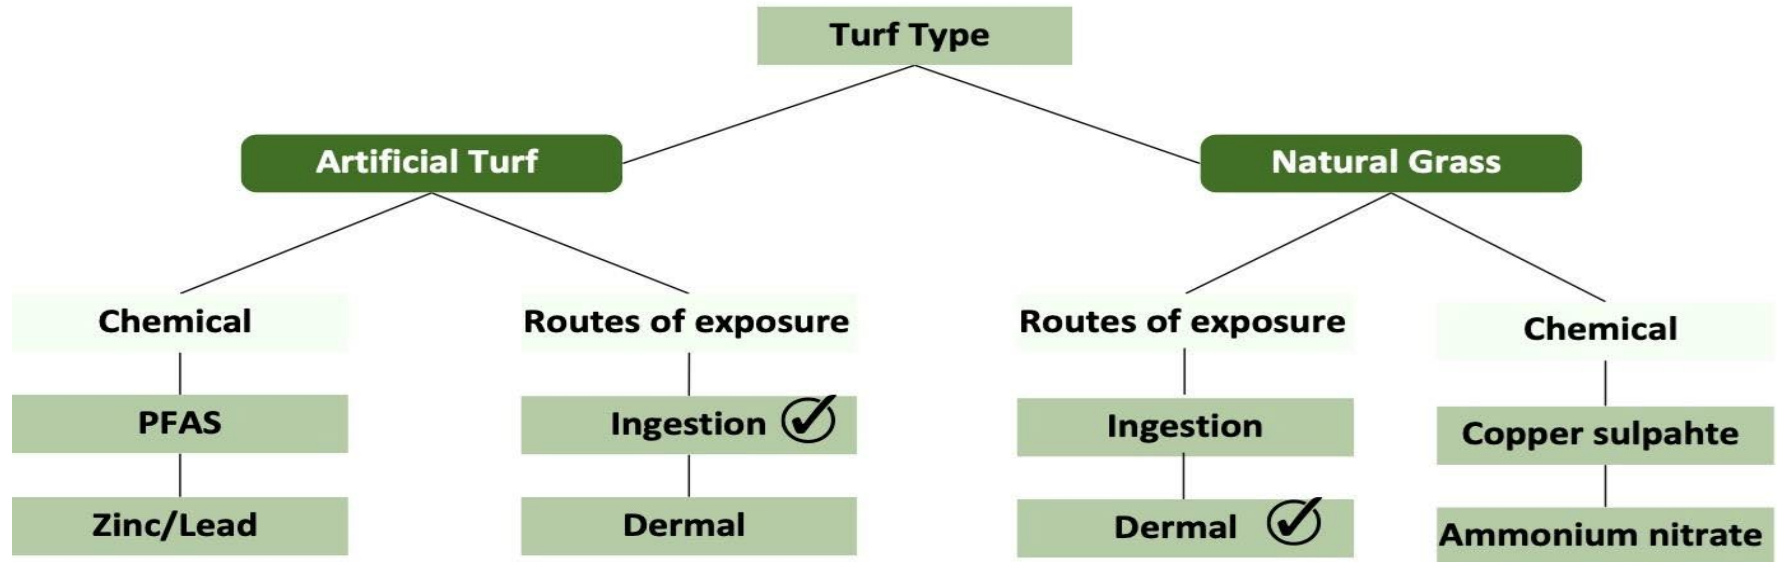 Turf Type
Artificial Turf
Natural Grass
Chemical
Routes of exposure
Routes of exposure
Chemical
PFAS
Ingestion
Ingestion
Copper sulpahte
Zinc/Lead
Dermal
Dermal
Ammonium nitrate